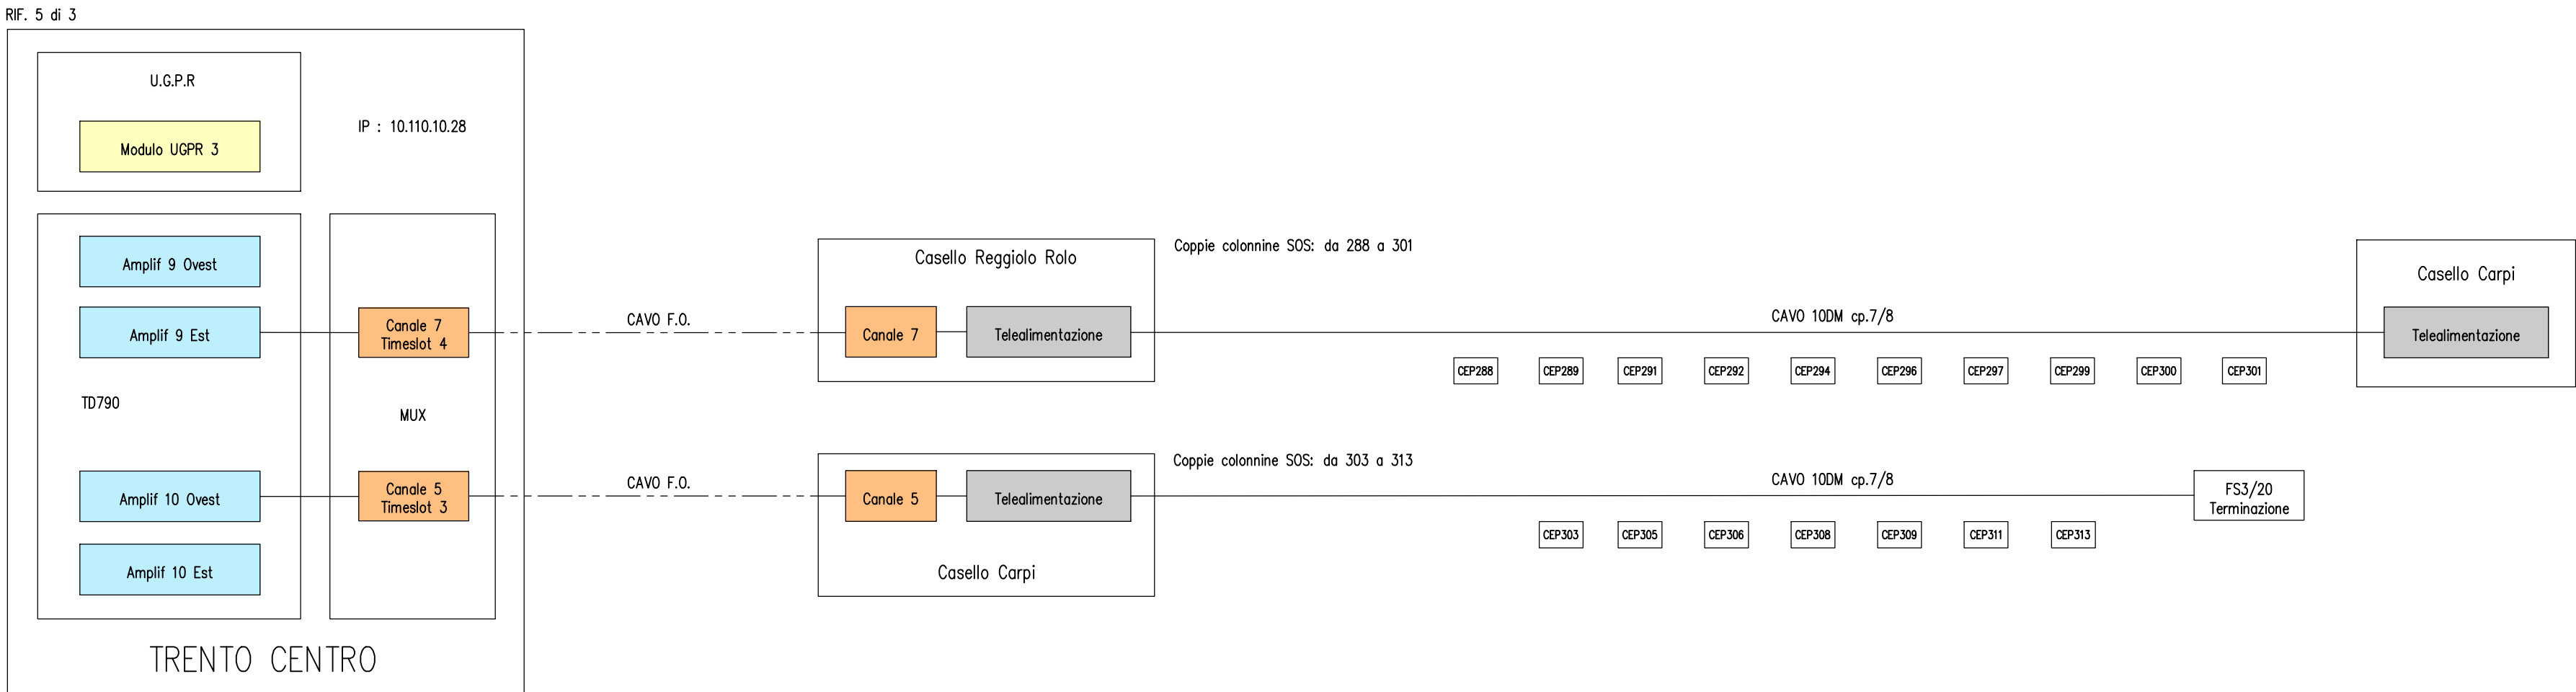 RIF. 5 di 3
U.G.P.R
Modulo UGPR 3
IP : 10.110.10.28
Amplif 9 Ovest
Amplif 9 Est
TD790
Amplif 10 Ovest
Amplif 10 Est
Canale 7
Timeslot 4
MUX
Canale 5
Timeslot 3
TRENTO CENTRO
CAVO F.O.
CAVO F.O.
Casello Reggiolo Rolo
Canale 7
Telealimentazione
Coppie colonnine SOS: da 288 a 301
CAVO 10DM cp.7/8
CEP288
CEP289
CEP291
CEP292
CEP294
CEP296
CEP297
CEP299
CEP300
CEP301
Casello Carpi
Telealimentazione
Canale 5
Telealimentazione
Casello Carpi
Coppie colonnine SOS: da 303 a 313
CAVO 10DM cp.7/8
CEP303
CEP305
CEP306
CEP308
CEP309
CEP311
CEP313
FS3/20
Terminazione